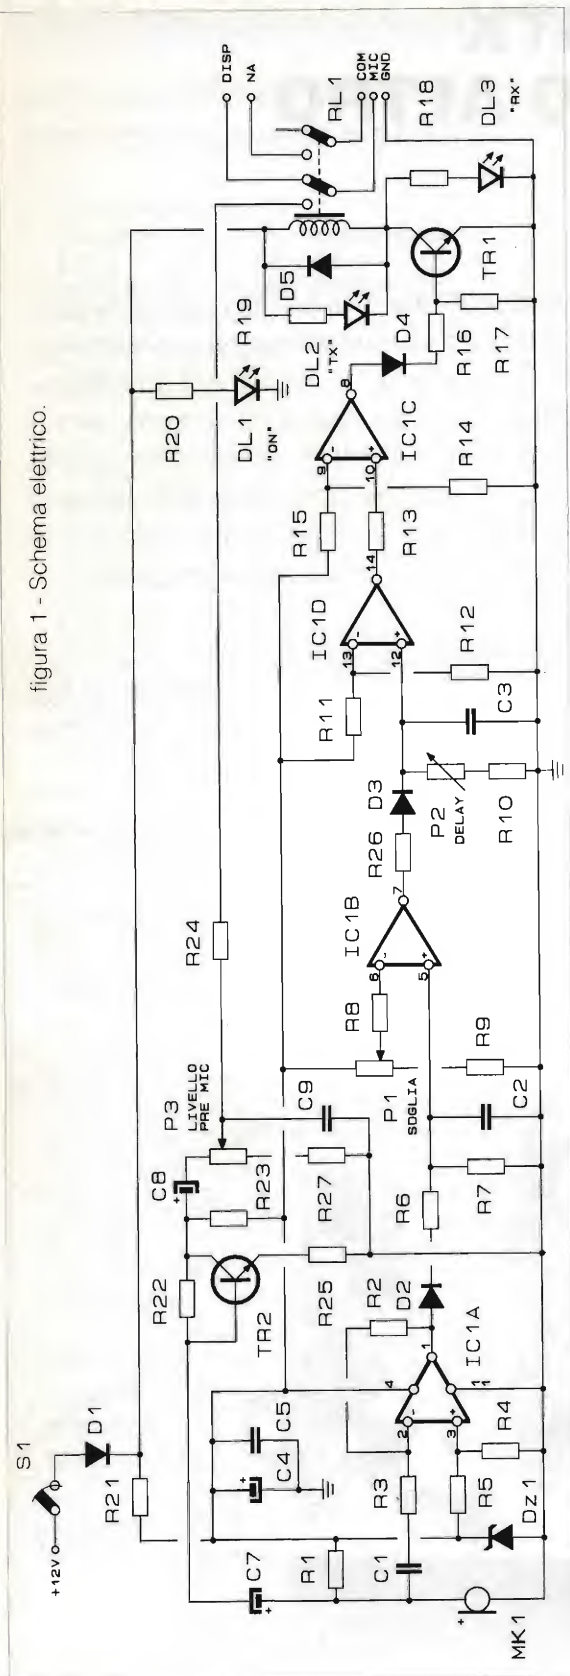 figura 1 - Schema elettrico.
DISP
NA
COM
MIC
GND
RL1
R18
DL3
"RX"
TR1
D5
R19
DL2
"TX"
D4
R16
R17
R20
DL1
"ON"
8
9
-
10
+
IC1C
R14
R15
R13
14
IC1D
13
-
12
+
R12
R11
C3
D3
P2
DELAY
R10
R26
7
IC1B
6
-
5
+
R8
R9
P1
SOGLIA
C2
R24
P3
LIVELLO
PRE MIC
C9
C8
+
R23
R27
R6
R7
R22
TR2
R25
R2
D2
1
IC1A
4
11
2
-
3
+
R4
S1
D1
+12V
R21
C5
C4
+
R3
R5
Dz1
C7
+
R1
C1
MK1
+